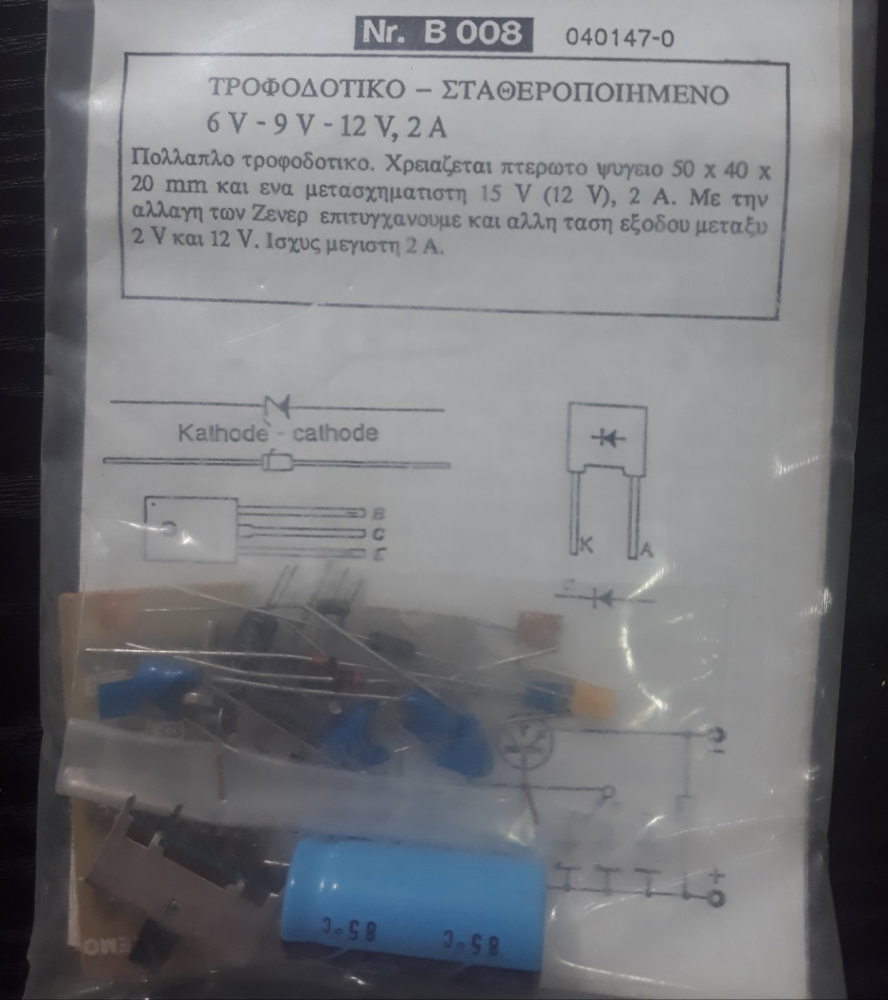 Nr. B 008 040147-0
ΤΡΟΦΟΔΟΤΙΚΟ – ΣΤΑΘΕΡΟΠΟΙΗΜΕΝΟ
6 V - 9 V - 12 V, 2 A
Πολλαπλο τροφοδοτικο. Χρειαζεται πτερωτο ψυγειο 50 x 40 x
20 mm και ενα μετασχηματιστη 15 V (12 V), 2 A. Με την
αλλαγη των Ζενερ επιτυγχανουμε και αλλη ταση εξοδου μεταξυ
2 V και 12 V. Ισχυς μεγιστη 2 A.
Kathode - cathode
B
C
E
K A
–
+
85°C 85°C